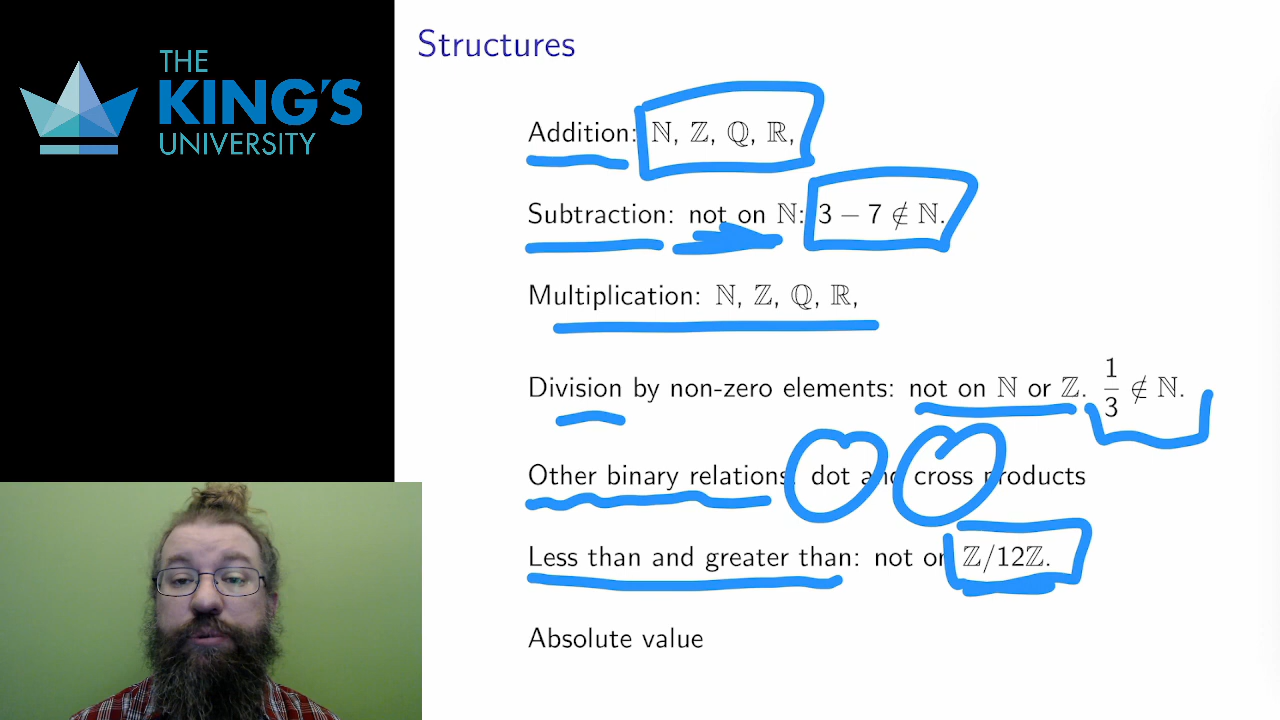 THE
KING'S
UNIVERSITY
Structures
Addition: ℕ, ℤ, ℚ, ℝ,
Subtraction: not on ℕ: 3 − 7 ∉ ℕ.
Multiplication: ℕ, ℤ, ℚ, ℝ,
Division by non-zero elements: not on ℕ or ℤ. 1/3 ∉ ℕ.
Other binary relations: dot and cross products
Less than and greater than: not on ℤ/12ℤ.
Absolute value